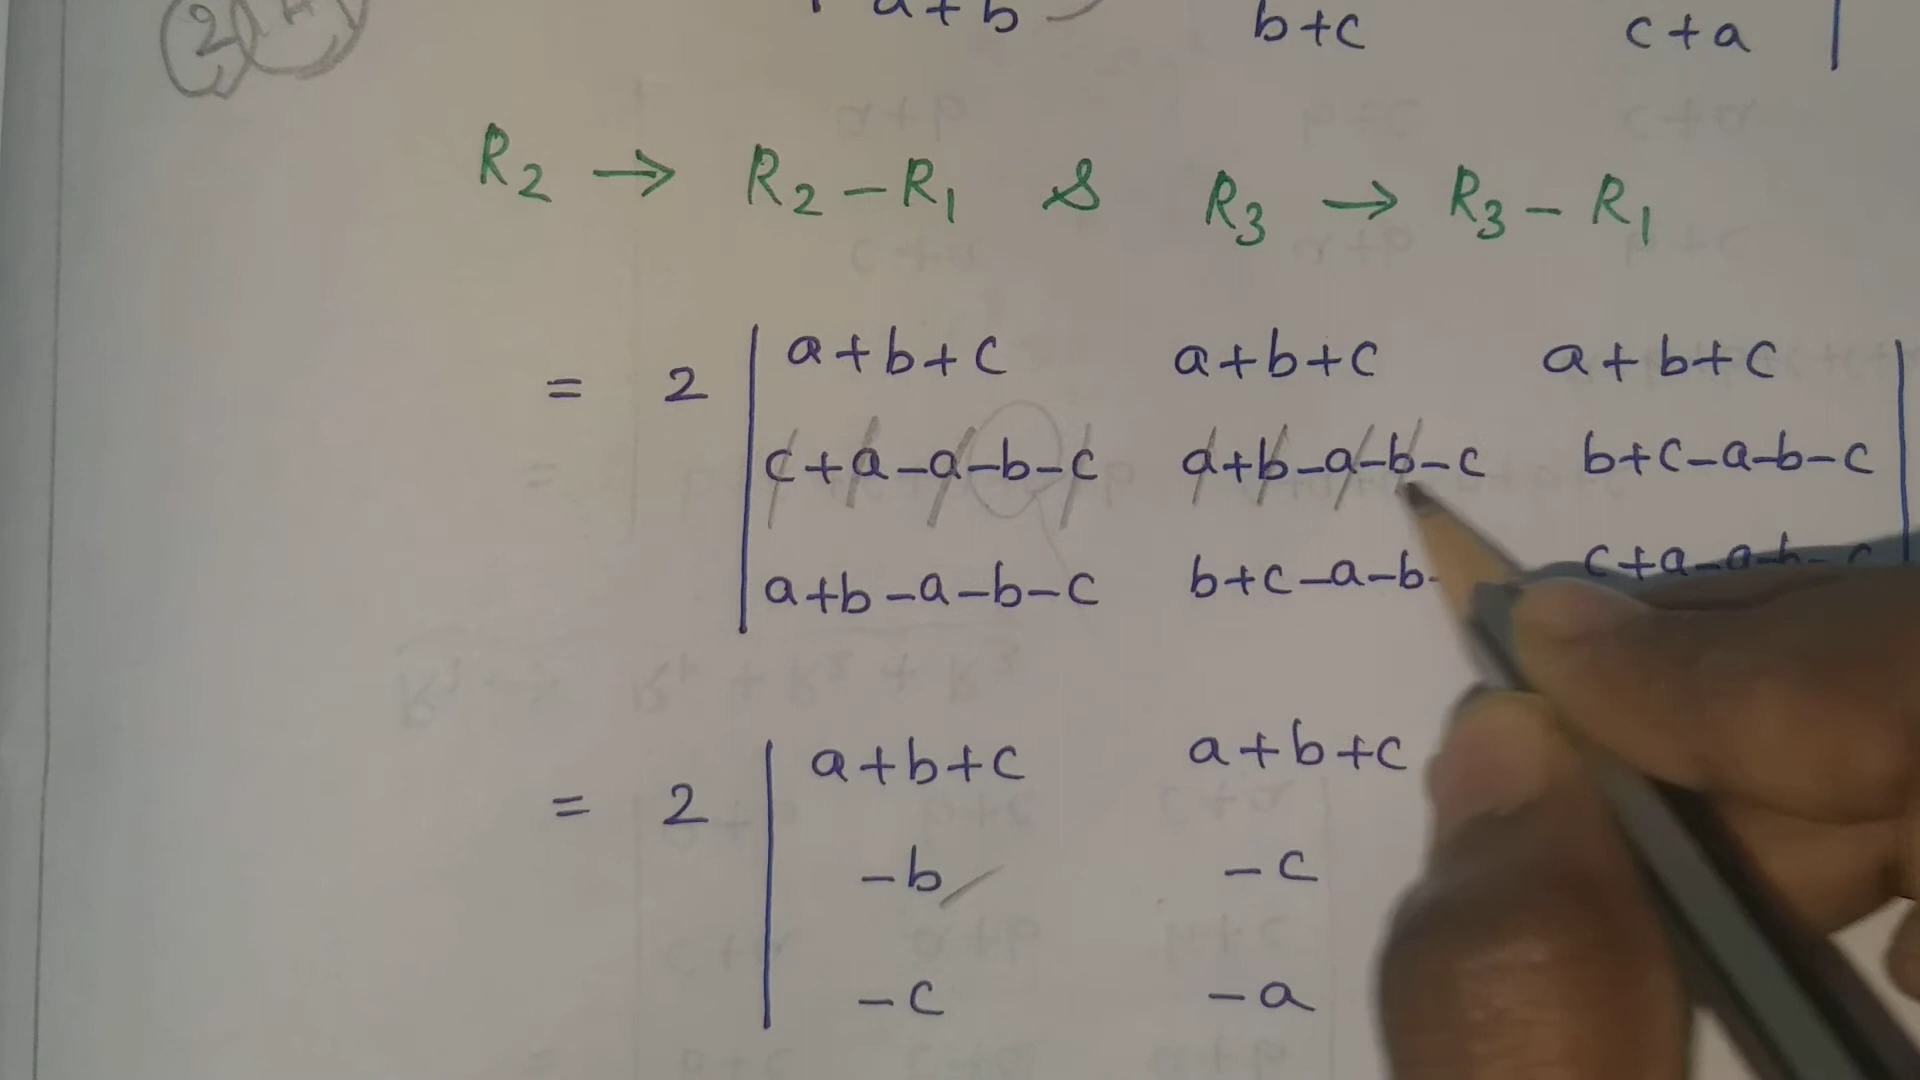 a+b b+c c+a |
R₂ → R₂ – R₁ & R₃ → R₃ – R₁
= 2 | a+b+c a+b+c a+b+c |
c+a–a–b–c a+b–a–b–c b+c–a–b–c
a+b–a–b–c b+c–a–b- c+a–a–b–c
= 2 | a+b+c a+b+c
–b –c
–c –a